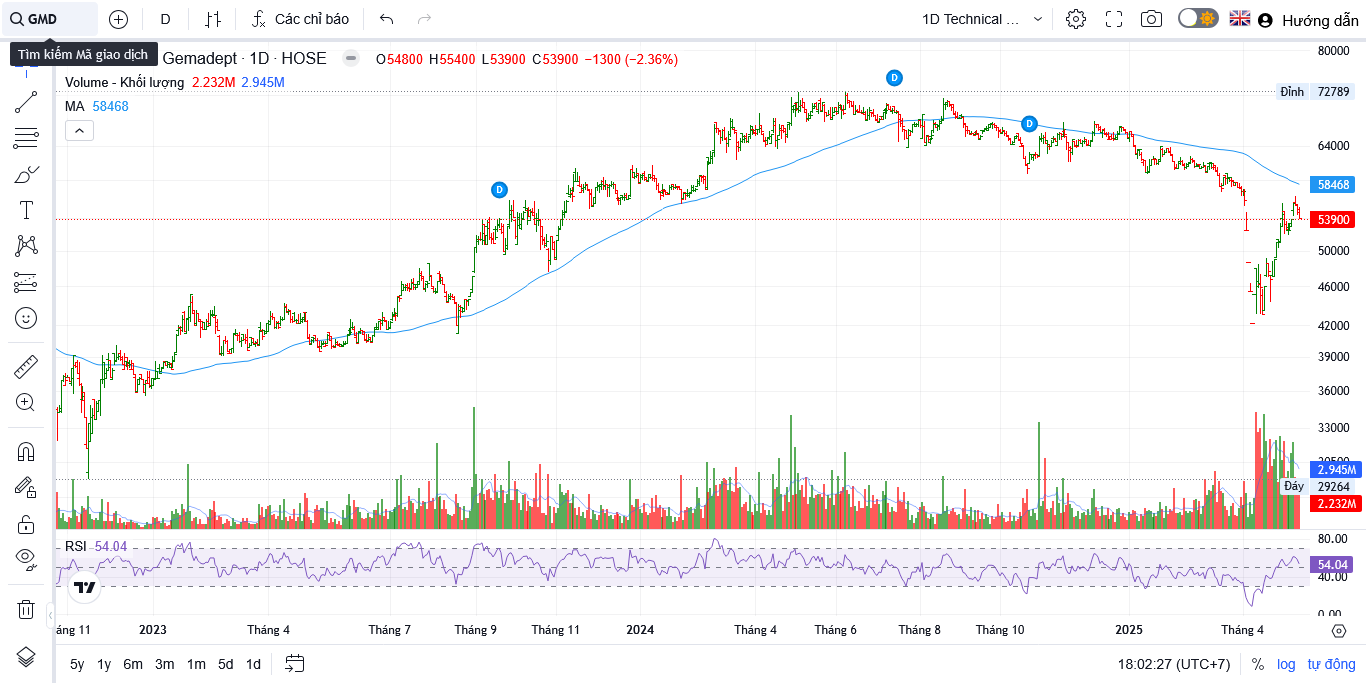 GMD
D
Các chỉ báo
1D Technical ...
Hướng dẫn
Tìm kiếm Mã giao dịch
Gemadept · 1D · HOSE
O54800 H55400 L53900 C53900 −1300 (−2.36%)
Volume - Khối lượng 2.232M 2.945M
MA 58468
D
D
D
80000
Đỉnh 72789
64000
58468
53900
50000
46000
42000
39000
36000
33000
30500
2.945M
Đáy 29264
2.232M
RSI 54.04
80.00
54.04
40.00
0.00
áng 11 2023 Tháng 4 Tháng 7 Tháng 9 Tháng 11 2024 Tháng 4 Tháng 6 Tháng 8 Tháng 10 2025 Tháng 4
5y 1y 6m 3m 1m 5d 1d
18:02:27 (UTC+7) % log tự động